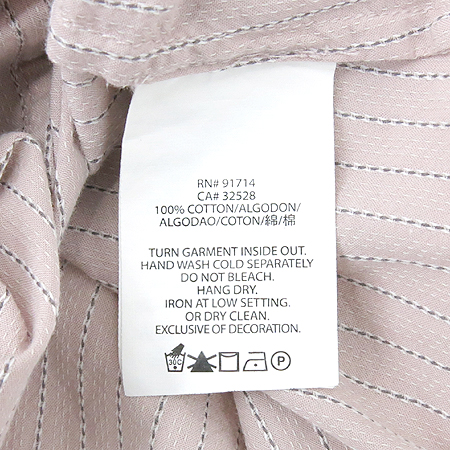 RN# 91714
CA# 32528
100% COTTON/ALGODON/
ALGODAO/COTON/綿/棉
TURN GARMENT INSIDE OUT.
HAND WASH COLD SEPARATELY
DO NOT BLEACH.
HANG DRY.
IRON AT LOW SETTING.
OR DRY CLEAN.
EXCLUSIVE OF DECORATION.
30C P